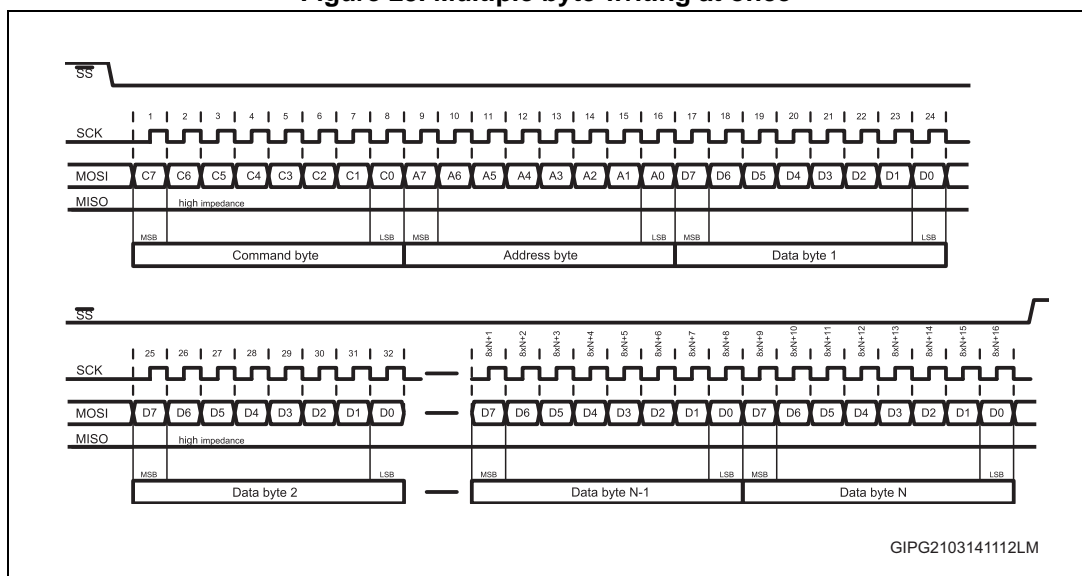 Figure 23. Multiple byte writing at once
SS
1 2 3 4 5 6 7 8 9 10 11 12 13 14 15 16 17 18 19 20 21 22 23 24
SCK
MOSI C7 C6 C5 C4 C3 C2 C1 C0 A7 A6 A5 A4 A3 A2 A1 A0 D7 D6 D5 D4 D3 D2 D1 D0
MISO high impedance
MSB LSB MSB LSB MSB LSB
Command byte Address byte Data byte 1
SS
8xN+1 8xN+2 8xN+3 8xN+4 8xN+5 8xN+6 8xN+7 8xN+8 8xN+9 8xN+10 8xN+11 8xN+12 8xN+13 8xN+14 8xN+15 8xN+16
25 26 27 28 29 30 31 32
SCK
MOSI D7 D6 D5 D4 D3 D2 D1 D0 D7 D6 D5 D4 D3 D2 D1 D0 D7 D6 D5 D4 D3 D2 D1 D0
MISO high impedance
MSB LSB MSB LSB MSB LSB
Data byte 2 Data byte N-1 Data byte N
GIPG2103141112LM